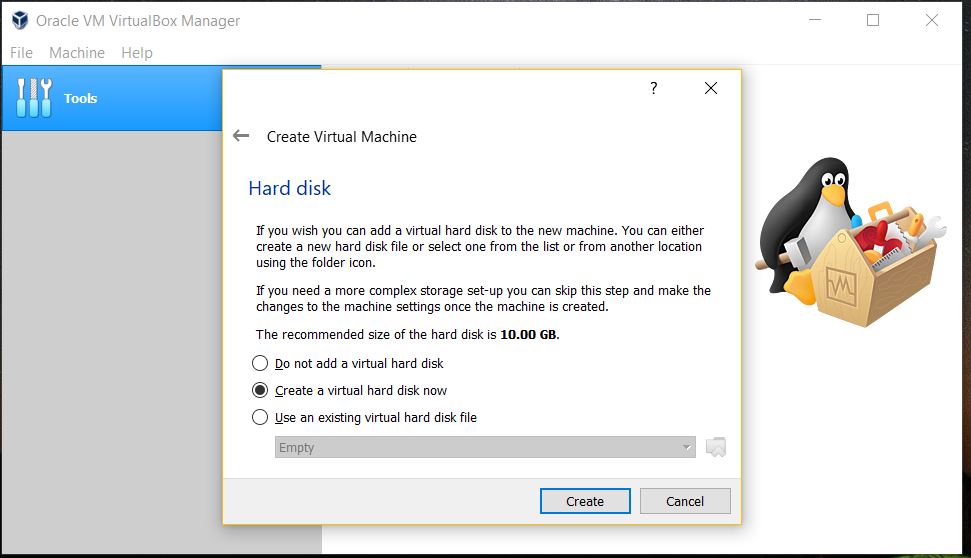 Oracle VM VirtualBox Manager
File Machine Help
Tools
?
Create Virtual Machine
Hard disk
If you wish you can add a virtual hard disk to the new machine. You can either
create a new hard disk file or select one from the list or from another location
using the folder icon.
If you need a more complex storage set-up you can skip this step and make the
changes to the machine settings once the machine is created.
The recommended size of the hard disk is 10.00 GB.
Do not add a virtual hard disk
Create a virtual hard disk now
Use an existing virtual hard disk file
Empty
Create Cancel